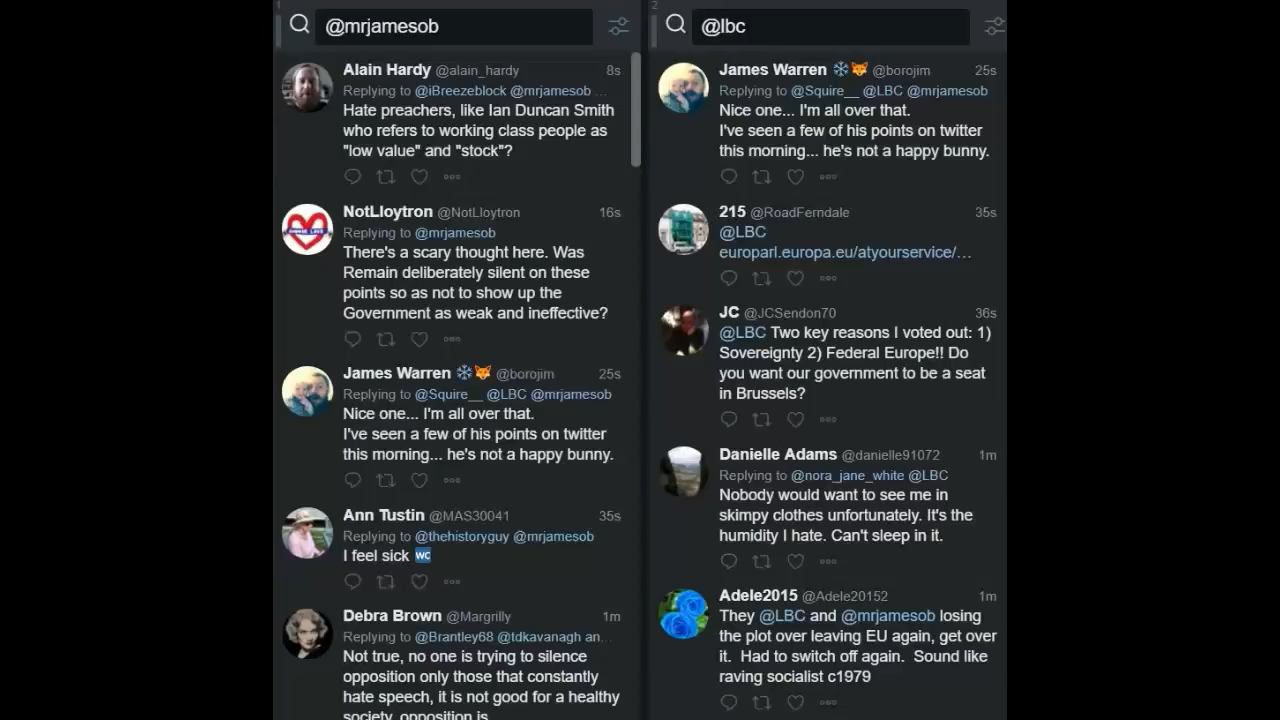 1
@mrjamesob
Alain Hardy @alain_hardy 8s
Replying to @iBreezeblock @mrjamesob ...
Hate preachers, like Ian Duncan Smith
who refers to working class people as
"low value" and "stock"?
NotLloytron @NotLloytron 16s
Replying to @mrjamesob
There's a scary thought here. Was
Remain deliberately silent on these
points so as not to show up the
Government as weak and ineffective?
James Warren ❄️🦊 @borojim 25s
Replying to @Squire__ @LBC @mrjamesob
Nice one... I'm all over that.
I've seen a few of his points on twitter
this morning... he's not a happy bunny.
Ann Tustin @MAS30041 35s
Replying to @thehistoryguy @mrjamesob
I feel sick 🚾
Debra Brown @Margrilly 1m
Replying to @Brantley68 @tdkavanagh an...
Not true, no one is trying to silence
opposition only those that constantly
hate speech, it is not good for a healthy
society, opposition is
2
@lbc
James Warren ❄️🦊 @borojim 25s
Replying to @Squire__ @LBC @mrjamesob
Nice one... I'm all over that.
I've seen a few of his points on twitter
this morning... he's not a happy bunny.
215 @RoadFerndale 35s
@LBC
europarl.europa.eu/atyourservice/…
JC @JCSendon70 36s
@LBC Two key reasons I voted out: 1)
Sovereignty 2) Federal Europe!! Do
you want our government to be a seat
in Brussels?
Danielle Adams @danielle91072 1m
Replying to @nora_jane_white @LBC
Nobody would want to see me in
skimpy clothes unfortunately. It's the
humidity I hate. Can't sleep in it.
Adele2015 @Adele20152 1m
They @LBC and @mrjamesob losing
the plot over leaving EU again, get over
it. Had to switch off again. Sound like
raving socialist c1979